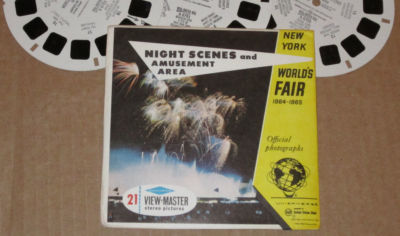 NEW
YORK
WORLD'S
FAIR
1964-1965
NIGHT SCENES and
AMUSEMENT
AREA
Official
photographs
21
VIEW-MASTER
stereo pictures